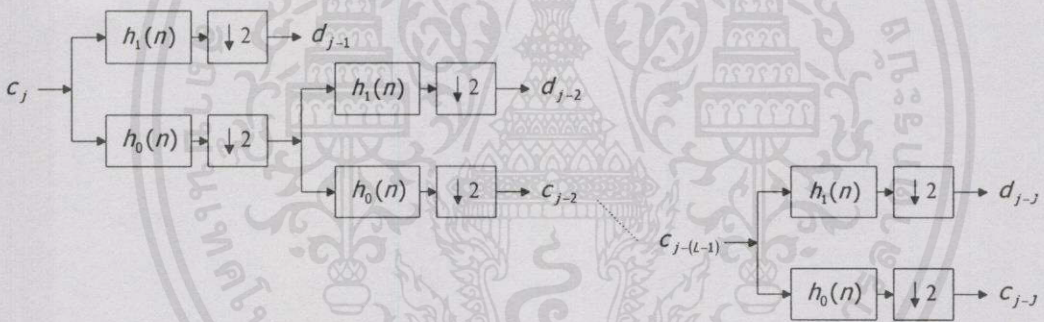 h₁(n) ↓2 d_{j-1}
c_j
h₀(n) ↓2
h₁(n) ↓2 d_{j-2}
h₀(n) ↓2 c_{j-2}
c_{j-(L-1)}
h₁(n) ↓2 d_{j-J}
h₀(n) ↓2 c_{j-J}